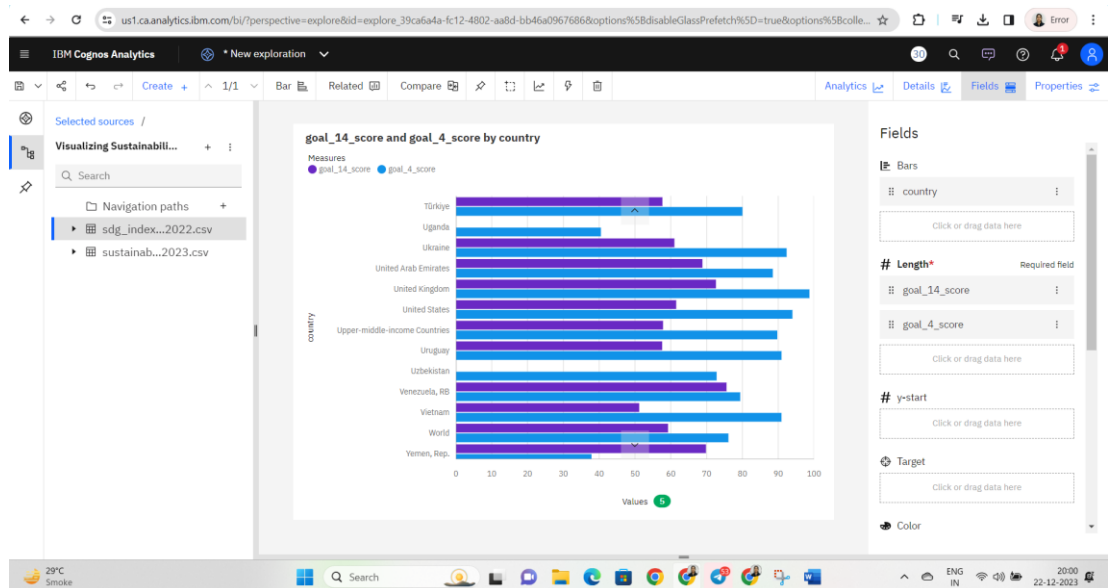 us1.ca.analytics.ibm.com/bi/?perspective=explore&id=explore_39ca6a4a-fc12-4802-aa8d-bb46a0967686&options%5BdisableGlassPrefetch%5D=true&options%5Bcolle...
Error
IBM Cognos Analytics
* New exploration
30
1
Create +
1/1
Bar
Related
Compare
Analytics
Details
Fields
Properties
Selected sources /
Visualizing Sustainabili...
Search
Navigation paths
sdg_index...2022.csv
sustainab...2023.csv
goal_14_score and goal_4_score by country
Measures
goal_14_score
goal_4_score
country
Türkiye
Uganda
Ukraine
United Arab Emirates
United Kingdom
United States
Upper-middle-income Countries
Uruguay
Uzbekistan
Venezuela, RB
Vietnam
World
Yemen, Rep.
0 10 20 30 40 50 60 70 80 90 100
Values 5
Fields
Bars
country
Click or drag data here
# Length*
Required field
goal_14_score
goal_4_score
Click or drag data here
# y-start
Click or drag data here
Target
Click or drag data here
Color
29°C
Smoke
Search
ENG
IN
20:00
22-12-2023